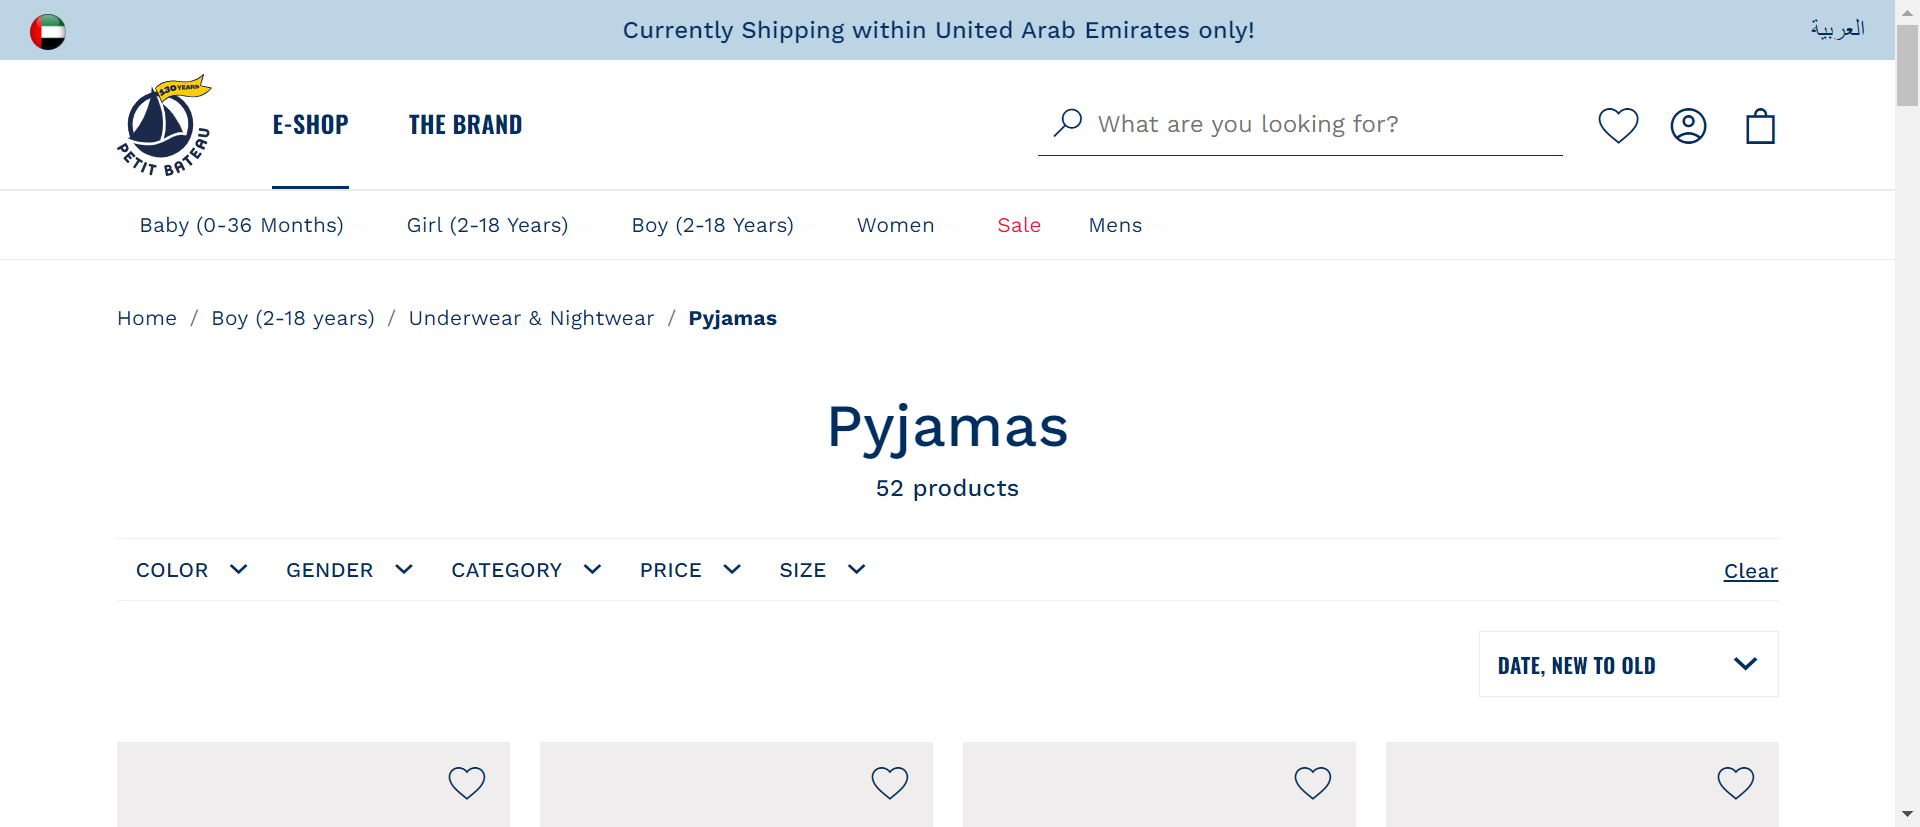 Currently Shipping within United Arab Emirates only!
العربية
130 YEARS
PETIT BATEAU
E-SHOP
THE BRAND
What are you looking for?
Baby (0-36 Months)
Girl (2-18 Years)
Boy (2-18 Years)
Women
Sale
Mens
Home / Boy (2-18 years) / Underwear & Nightwear / Pyjamas
Pyjamas
52 products
COLOR
GENDER
CATEGORY
PRICE
SIZE
Clear
DATE, NEW TO OLD